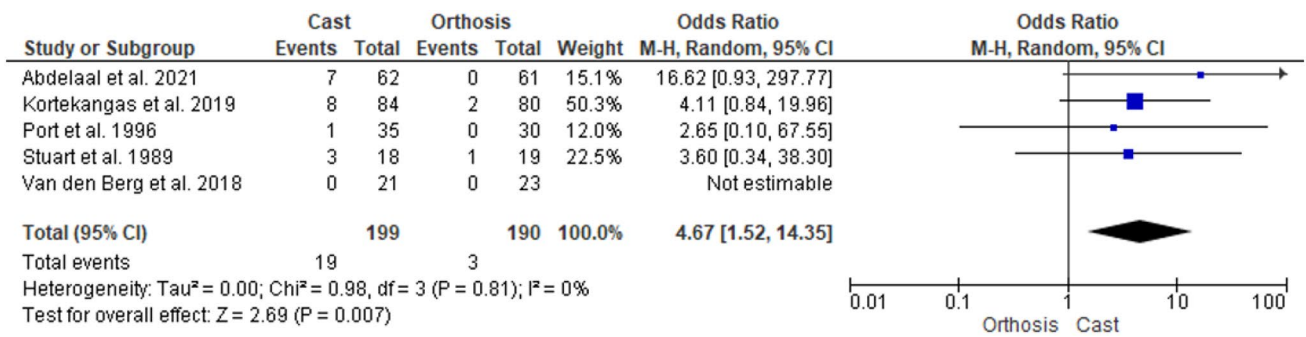 Cast Orthosis Odds Ratio Odds Ratio
Study or Subgroup Events Total Events Total Weight M-H, Random, 95% CI M-H, Random, 95% CI
Abdelaal et al. 2021 7 62 0 61 15.1% 16.62 [0.93, 297.77]
Kortekangas et al. 2019 8 84 2 80 50.3% 4.11 [0.84, 19.96]
Port et al. 1996 1 35 0 30 12.0% 2.65 [0.10, 67.55]
Stuart et al. 1989 3 18 1 19 22.5% 3.60 [0.34, 38.30]
Van den Berg et al. 2018 0 21 0 23 Not estimable
Total (95% CI) 199 190 100.0% 4.67 [1.52, 14.35]
Total events 19 3
Heterogeneity: Tau² = 0.00; Chi² = 0.98, df = 3 (P = 0.81); I² = 0%
Test for overall effect: Z = 2.69 (P = 0.007)
0.01 0.1 1 10 100
Orthosis Cast